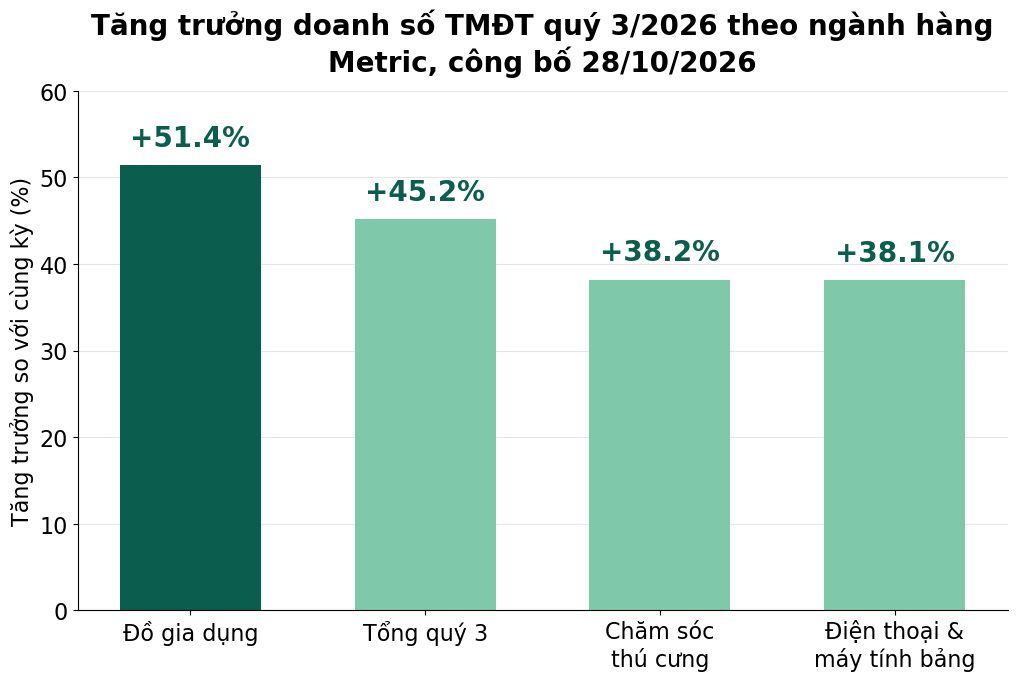 Tăng trưởng doanh số TMĐT quý 3/2026 theo ngành hàng
Metric, công bố 28/10/2026
Tăng trưởng so với cùng kỳ (%)
60
50
40
30
20
10
0
+51.4%
+45.2%
+38.2%
+38.1%
Đồ gia dụng
Tổng quý 3
Chăm sóc
thú cưng
Điện thoại &
máy tính bảng